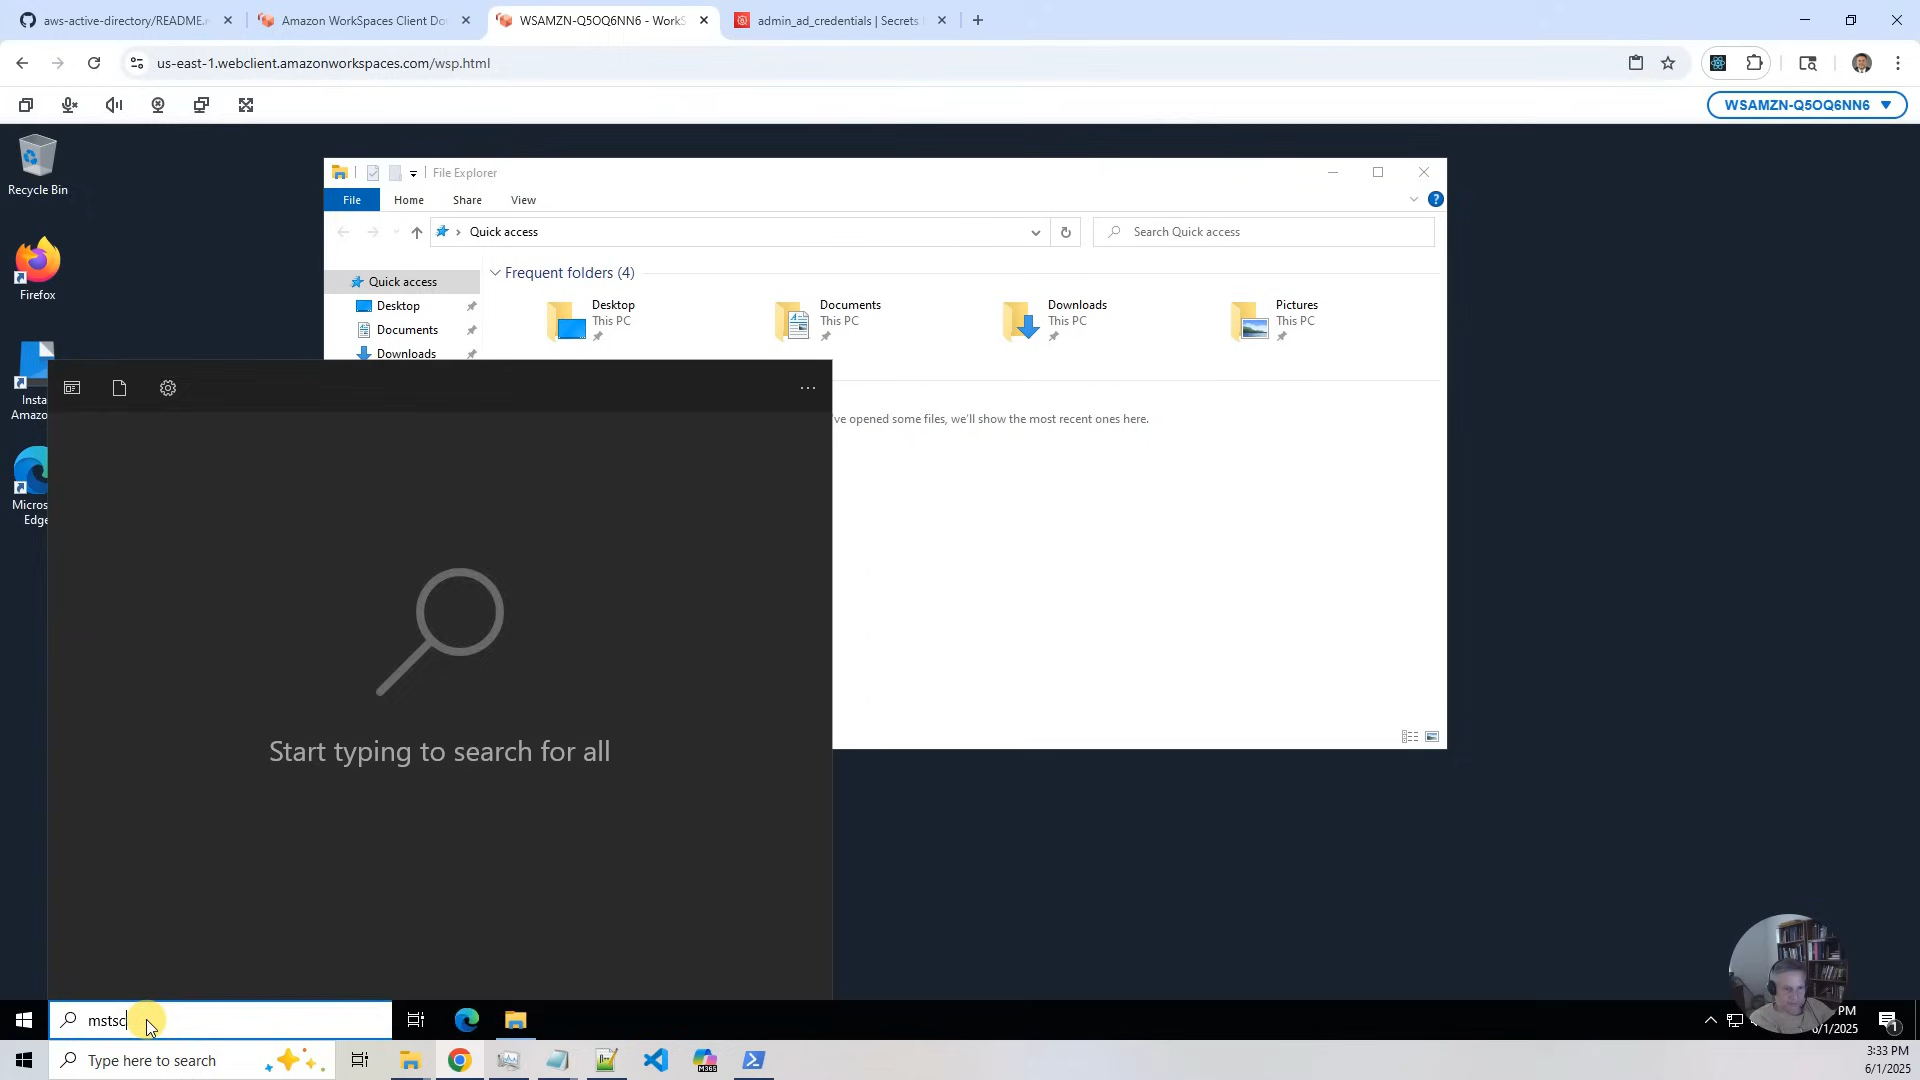 aws-active-directory/README.
Amazon WorkSpaces Client Do
WSAMZN-Q5OQ6NN6 - WorkS
admin_ad_credentials | Secrets
us-east-1.webclient.amazonworkspaces.com/wsp.html
WSAMZN-Q5OQ6NN6
Recycle Bin
Firefox
Insta
Amazo
Micros
Edge
File Explorer
File
Home
Share
View
Quick access
Search Quick access
Quick access
Desktop
Documents
Downloads
Frequent folders (4)
Desktop
This PC
Documents
This PC
Downloads
This PC
Pictures
This PC
've opened some files, we'll show the most recent ones here.
Start typing to search for all
mstsc
PM
6/1/2025
1
Type here to search
M365
3:33 PM
6/1/2025